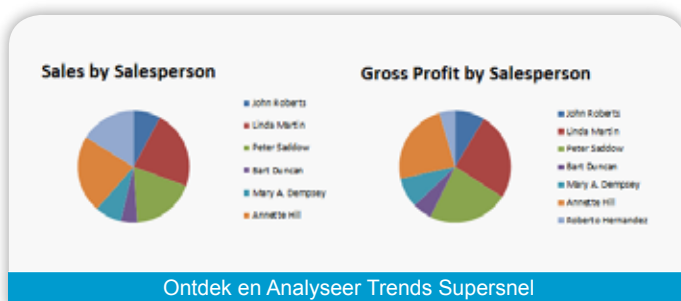 Sales by Salesperson
John Roberts
Linda Martin
Peter Saddow
Bart Duncan
Mary A. Dempsey
Annette Hill
Gross Profit by Salesperson
John Roberts
Linda Martin
Peter Saddow
Bart Duncan
Mary A. Dempsey
Annette Hill
Roberto Hernandez
Ontdek en Analyseer Trends Supersnel